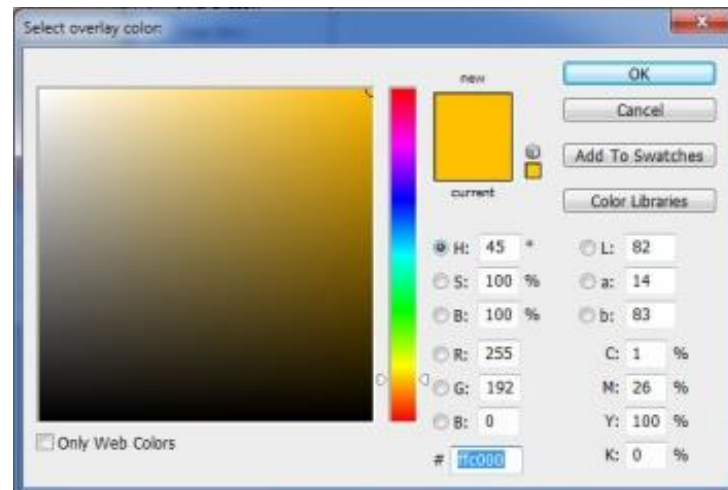 Select overlay color:
new
current
OK
Cancel
Add To Swatches
Color Libraries
H: 45 °
S: 100 %
B: 100 %
R: 255
G: 192
B: 0
# ffc000
L: 82
a: 14
b: 83
C: 1 %
M: 26 %
Y: 100 %
K: 0 %
Only Web Colors